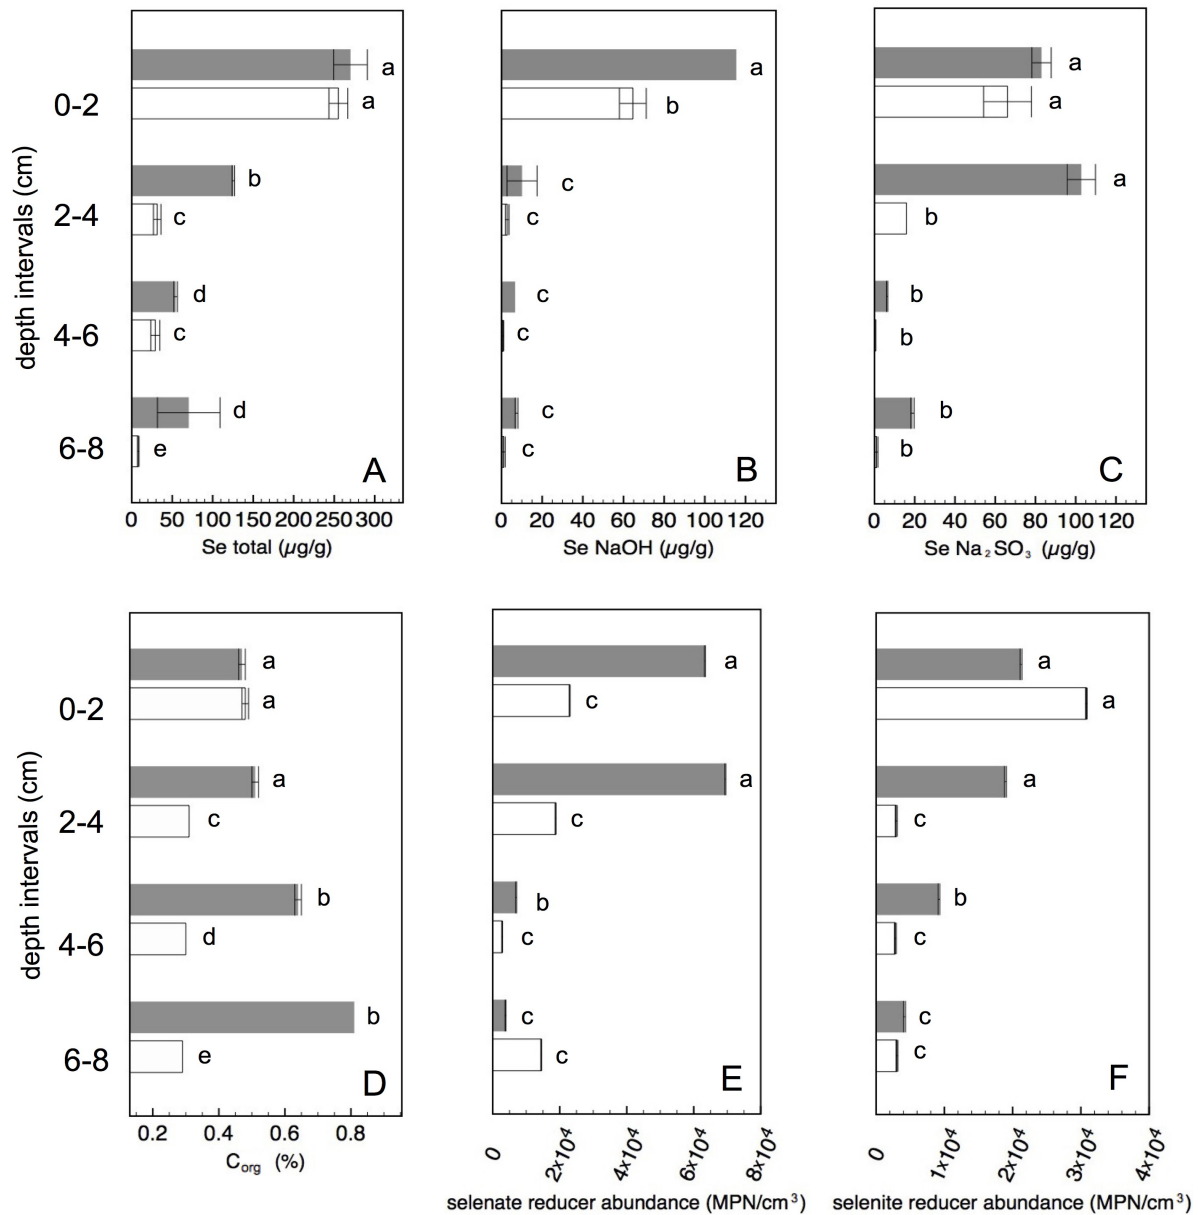 a
a
0-2
b
c
2-4
d
c
4-6
d
e
6-8
A
depth intervals (cm)
0 50 100 150 200 250 300
Se total (µg/g)
a
b
c
c
c
c
c
c
B
0 20 40 60 80 100 120
Se NaOH (µg/g)
a
a
a
b
b
b
b
b
C
0 20 40 60 80 100 120
Se Na₂SO₃ (µg/g)
a
a
0-2
a
c
2-4
b
d
4-6
b
e
6-8
D
depth intervals (cm)
0.2 0.4 0.6 0.8
C_org (%)
a
c
a
c
b
c
c
c
E
0 2x10⁴ 4x10⁴ 6x10⁴ 8x10⁴
selenate reducer abundance (MPN/cm³)
a
a
a
c
b
c
c
c
F
0 1x10⁴ 2x10⁴ 3x10⁴ 4x10⁴
selenite reducer abundance (MPN/cm³)